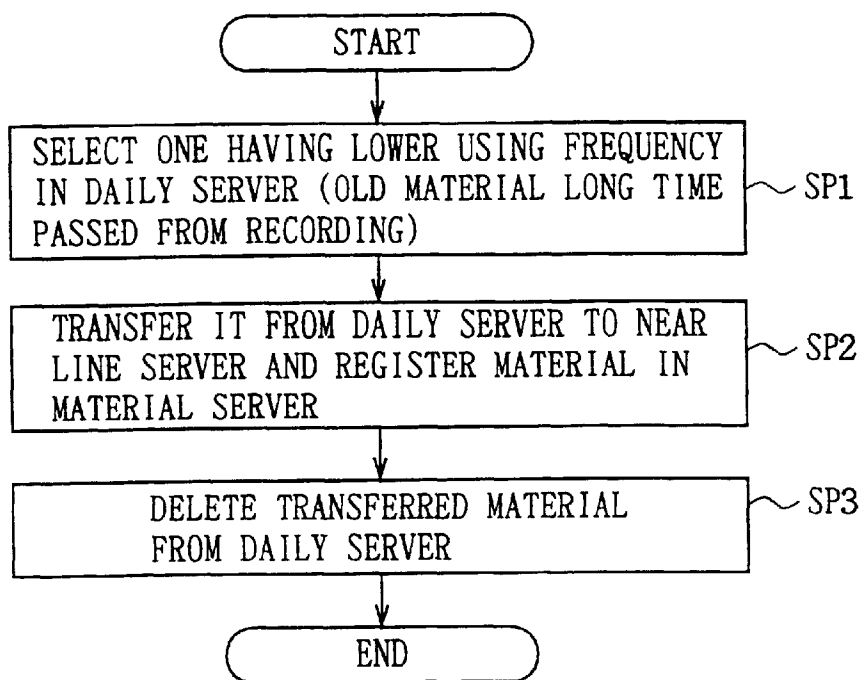 START
SELECT ONE HAVING LOWER USING FREQUENCY
IN DAILY SERVER (OLD MATERIAL LONG TIME
PASSED FROM RECORDING)
SP1
TRANSFER IT FROM DAILY SERVER TO NEAR
LINE SERVER AND REGISTER MATERIAL IN
MATERIAL SERVER
SP2
DELETE TRANSFERRED MATERIAL
FROM DAILY SERVER
SP3
END